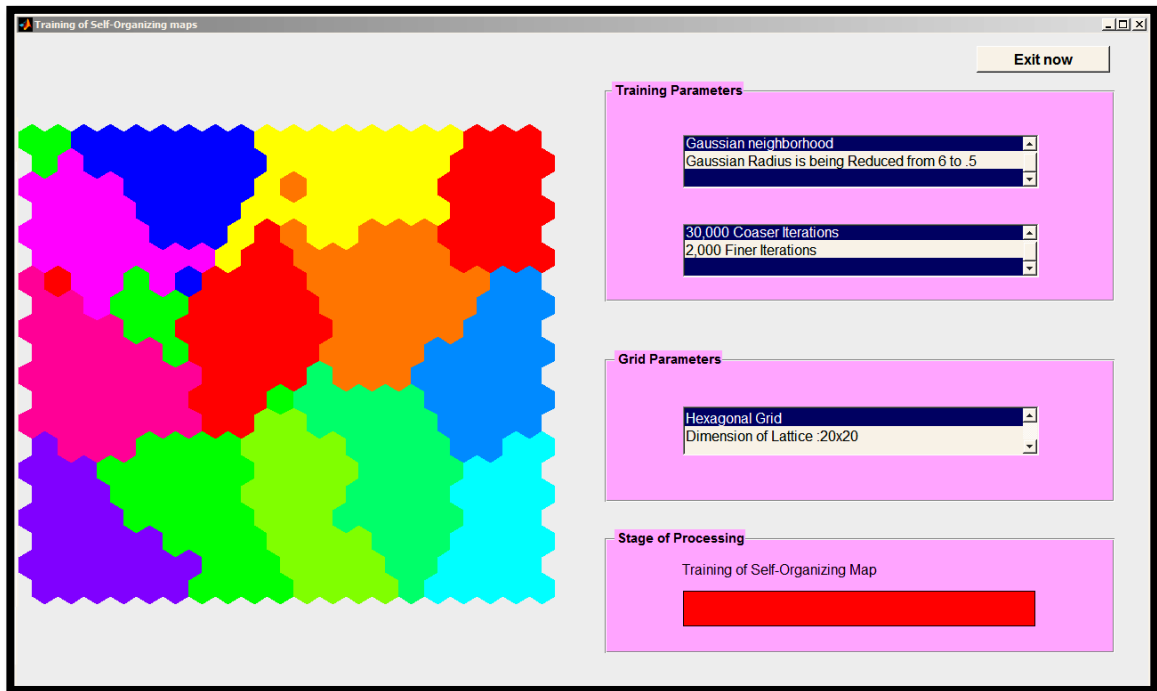 Training of Self-Organizing maps
Exit now
Training Parameters
Gaussian neighborhood
Gaussian Radius is being Reduced from 6 to .5
30,000 Coaser Iterations
2,000 Finer Iterations
Grid Parameters
Hexagonal Grid
Dimension of Lattice :20x20
Stage of Processing
Training of Self-Organizing Map